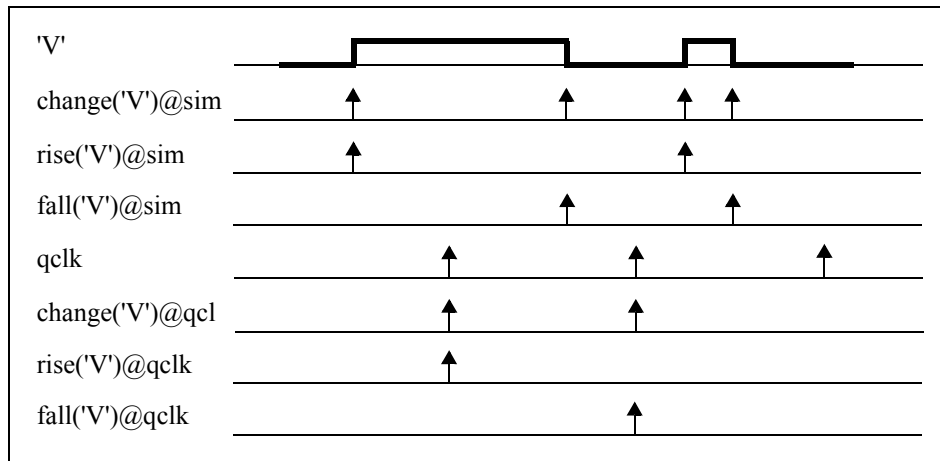 'V'
change('V')@sim
rise('V')@sim
fall('V')@sim
qclk
change('V')@qcl
rise('V')@qclk
fall('V')@qclk